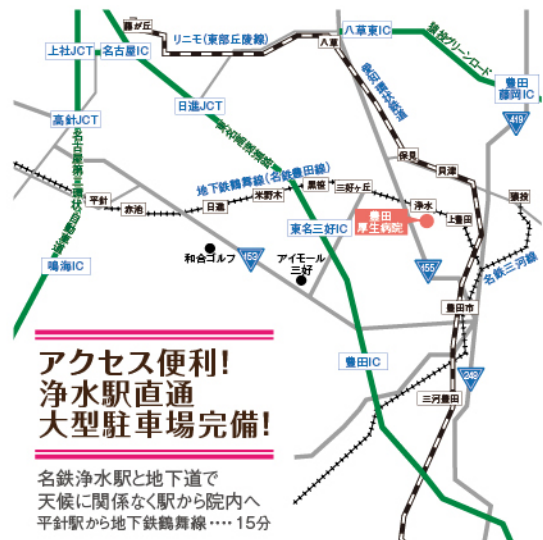 藤が丘
リニモ(東部丘陵線)
八草
八草東IC
猿投グリーンロード
上社JCT
名古屋IC
豊田
藤岡IC
日進JCT
愛知環状鉄道
419
高針JCT
東名高速道路
保見
貝津
名古屋第二環状自動車道
地下鉄鶴舞線(名鉄豊田線)
平針
赤池
日進
米野木
黒笹
三好ヶ丘
浄水
猿投
豊田
厚生病院
上豊田
東名三好IC
和合ゴルフ
153
アイモール
三好
155
名鉄三河線
鳴海IC
豊田市
豊田IC
248
三河豊田
アクセス便利!
浄水駅直通
大型駐車場完備!
名鉄浄水駅と地下道で
天候に関係なく駅から院内へ
平針駅から地下鉄鶴舞線‥‥15分